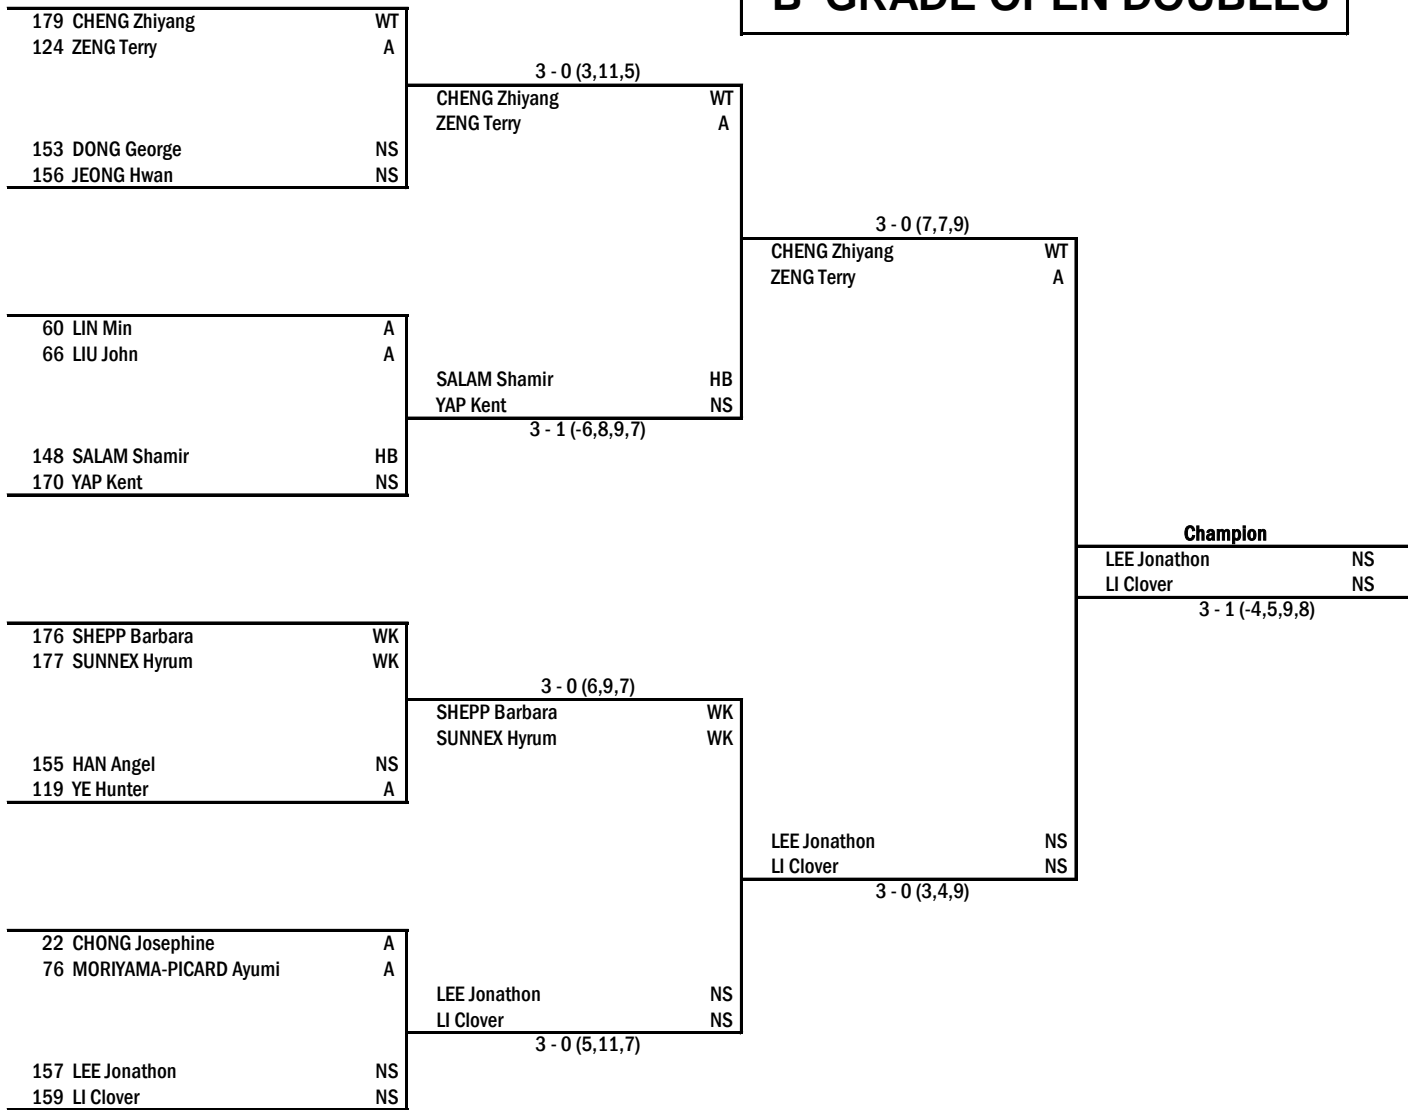 B GRADE OPEN DOUBLES
179 CHENG Zhiyang WT
124 ZENG Terry A
3 - 0 (3,11,5)
CHENG Zhiyang WT
ZENG Terry A
153 DONG George NS
156 JEONG Hwan NS
3 - 0 (7,7,9)
CHENG Zhiyang WT
ZENG Terry A
60 LIN Min A
66 LIU John A
SALAM Shamir HB
YAP Kent NS
3 - 1 (-6,8,9,7)
148 SALAM Shamir HB
170 YAP Kent NS
Champion
LEE Jonathon NS
LI Clover NS
3 - 1 (-4,5,9,8)
176 SHEPP Barbara WK
177 SUNNEX Hyrum WK
3 - 0 (6,9,7)
SHEPP Barbara WK
SUNNEX Hyrum WK
155 HAN Angel NS
119 YE Hunter A
LEE Jonathon NS
LI Clover NS
3 - 0 (3,4,9)
22 CHONG Josephine A
76 MORIYAMA-PICARD Ayumi A
LEE Jonathon NS
LI Clover NS
3 - 0 (5,11,7)
157 LEE Jonathon NS
159 LI Clover NS